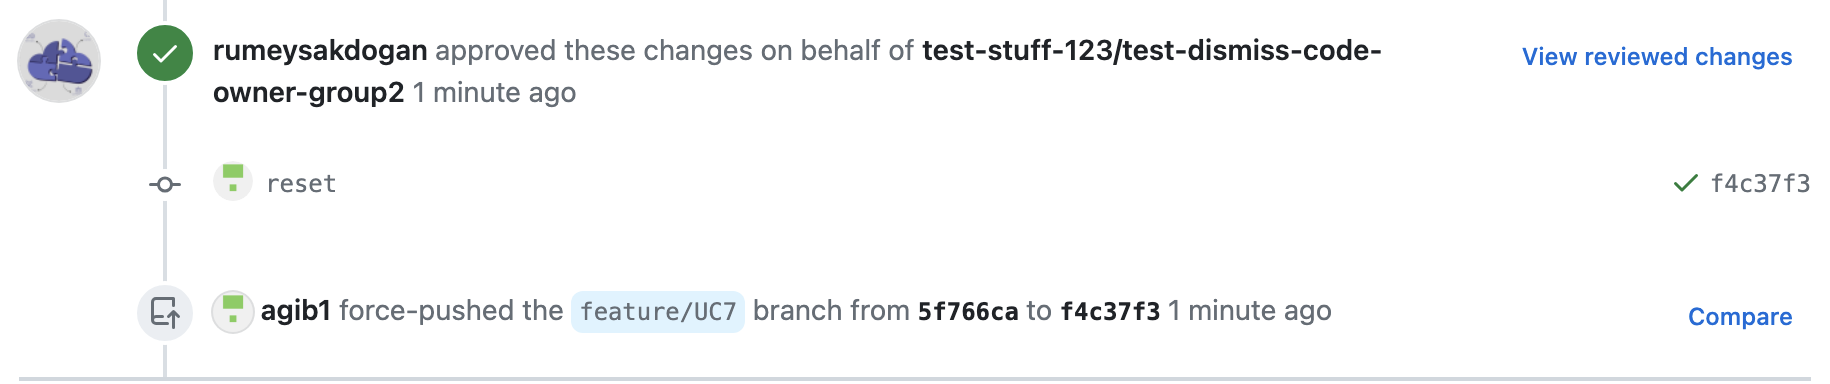 rumeysakdogan approved these changes on behalf of test-stuff-123/test-dismiss-code-
owner-group2 1 minute ago
View reviewed changes
reset
f4c37f3
agib1 force-pushed the feature/UC7 branch from 5f766ca to f4c37f3 1 minute ago
Compare